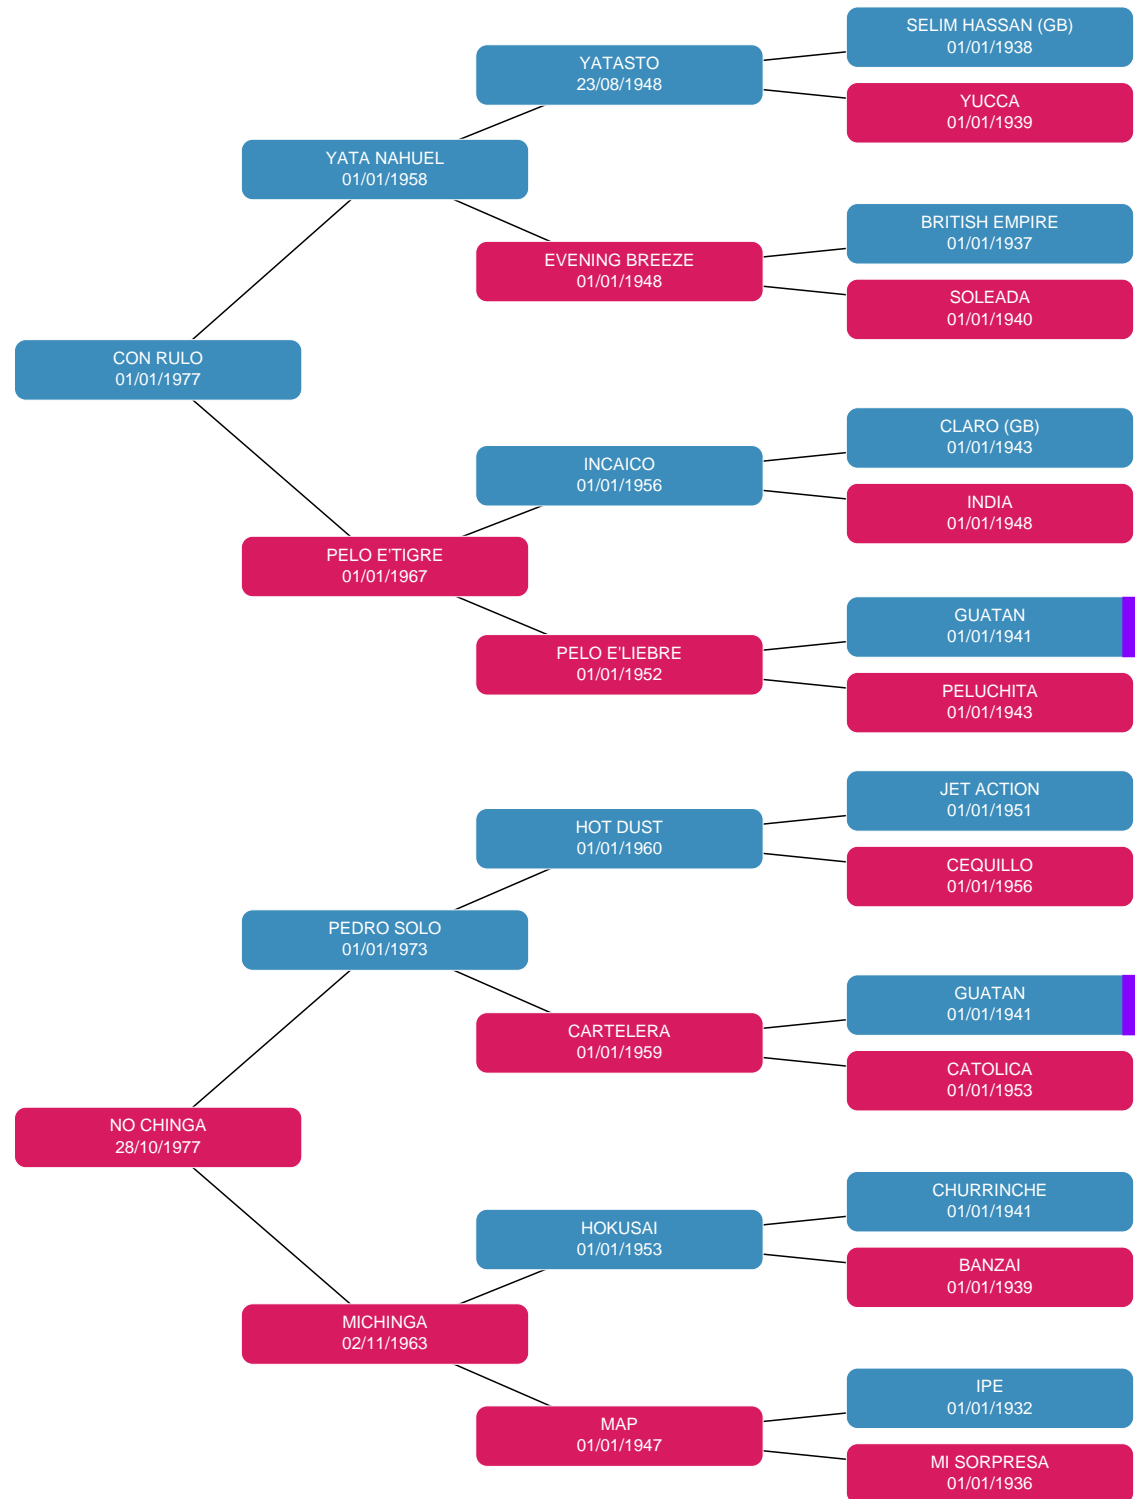 SELIM HASSAN (GB)
01/01/1938
YATASTO
23/08/1948
YUCCA
01/01/1939
YATA NAHUEL
01/01/1958
BRITISH EMPIRE
01/01/1937
EVENING BREEZE
01/01/1948
SOLEADA
01/01/1940
CON RULO
01/01/1977
CLARO (GB)
01/01/1943
INCAICO
01/01/1956
INDIA
01/01/1948
PELO E'TIGRE
01/01/1967
GUATAN
01/01/1941
PELO E'LIEBRE
01/01/1952
PELUCHITA
01/01/1943
JET ACTION
01/01/1951
HOT DUST
01/01/1960
CEQUILLO
01/01/1956
PEDRO SOLO
01/01/1973
GUATAN
01/01/1941
CARTELERA
01/01/1959
CATOLICA
01/01/1953
NO CHINGA
28/10/1977
CHURRINCHE
01/01/1941
HOKUSAI
01/01/1953
BANZAI
01/01/1939
MICHINGA
02/11/1963
IPE
01/01/1932
MAP
01/01/1947
MI SORPRESA
01/01/1936